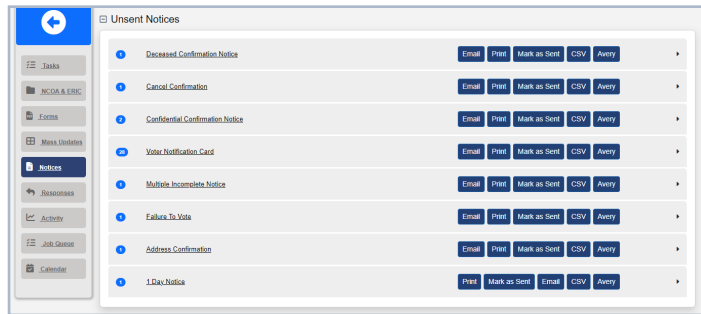 Unsent Notices
1 Deceased Confirmation Notice Email Print Mark as Sent CSV Avery
1 Cancel Confirmation Email Print Mark as Sent CSV Avery
2 Confidential Confirmation Notice Email Print Mark as Sent CSV Avery
20 Voter Notification Card Email Print Mark as Sent CSV Avery
1 Multiple Incomplete Notice Email Print Mark as Sent CSV Avery
1 Failure To Vote Email Print Mark as Sent CSV Avery
1 Address Confirmation Email Print Mark as Sent CSV Avery
1 1 Day Notice Print Mark as Sent Email CSV Avery
Tasks
NCOA & ERIC
Forms
Mass Updates
Notices
Responses
Activity
Job Queue
Calendar